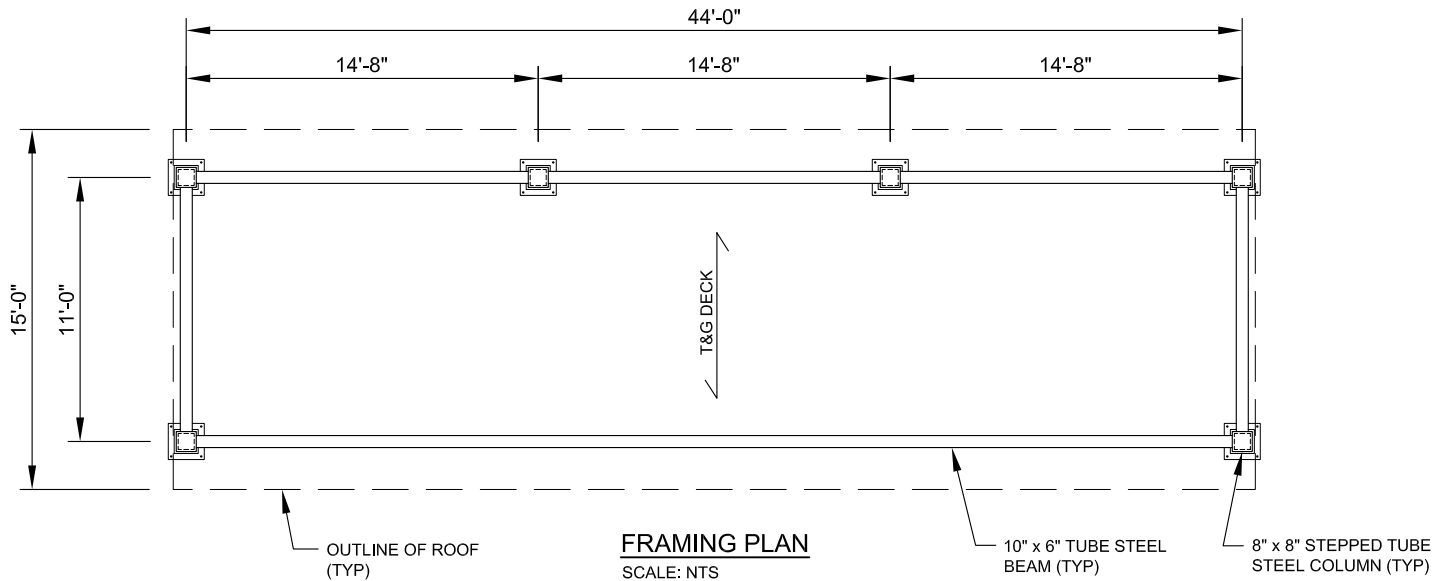 44'-0"
14'-8"
14'-8"
14'-8"
15'-0"
11'-0"
T&G DECK
OUTLINE OF ROOF
(TYP)
FRAMING PLAN
SCALE: NTS
10" x 6" TUBE STEEL
BEAM (TYP)
8" x 8" STEPPED TUBE
STEEL COLUMN (TYP)